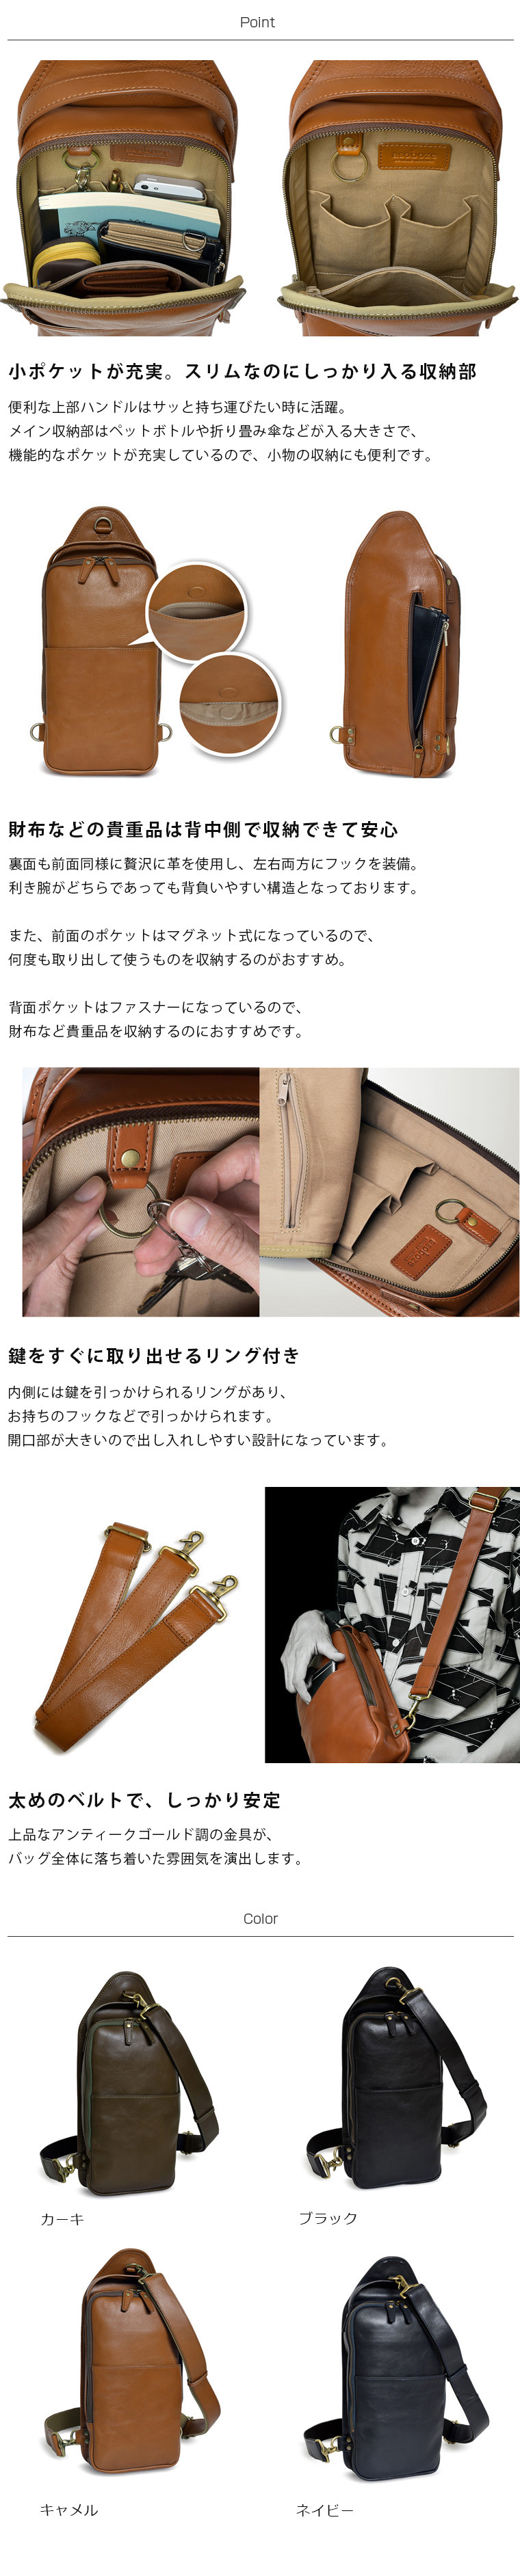 Point
小ポケットが充実。スリムなのにしっかり入る収納部
便利な上部ハンドルはサッと持ち運びたい時に活躍。
メイン収納部はペットボトルや折り畳み傘などが入る大きさで、
機能的なポケットが充実しているので、小物の収納にも便利です。
財布などの貴重品は背中側で収納できて安心
裏面も前面同様に贅沢に革を使用し、左右両方にフックを装備。
利き腕がどちらであっても背負いやすい構造となっております。
また、前面のポケットはマグネット式になっているので、
何度も取り出して使うものを収納するのがおすすめ。
背面ポケットはファスナーになっているので、
財布など貴重品を収納するのにおすすめです。
鍵をすぐに取り出せるリング付き
内側には鍵を引っかけられるリングがあり、
お持ちのフックなどで引っかけられます。
開口部が大きいので出し入れしやすい設計になっています。
太めのベルトで、しっかり安定
上品なアンティークゴールド調の金具が、
バッグ全体に落ち着いた雰囲気を演出します。
Color
カーキ
ブラック
キャメル
ネイビー